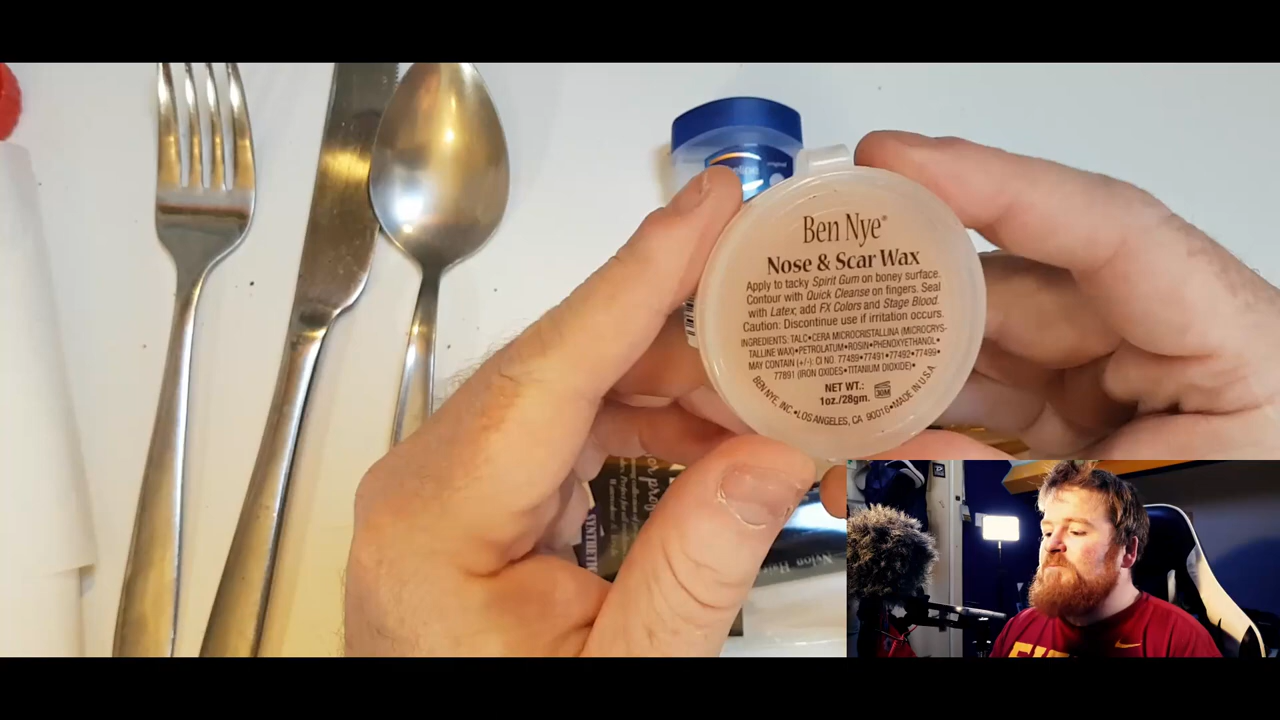 original
Ben Nye®
Nose & Scar Wax
Apply to tacky Spirit Gum on boney surface.
Contour with Quick Cleanse on fingers. Seal
with Latex, add FX Colors and Stage Blood.
Caution: Discontinue use if irritation occurs.
INGREDIENTS: TALC•CERA MICROCRISTALLINA (MICROCRYS-
TALLINE WAX)•PETROLATUM•ROSIN•PHENOXYETHANOL•
MAY CONTAIN (+/-): CI NO. 77489•77491•77492•77499•
77891 (IRON OXIDES•TITANIUM DIOXIDE)•
NET WT.:
1oz./28gm.
36M
BEN NYE, INC.•LOS ANGELES, CA 90016•MADE IN U.S.A
Nylon